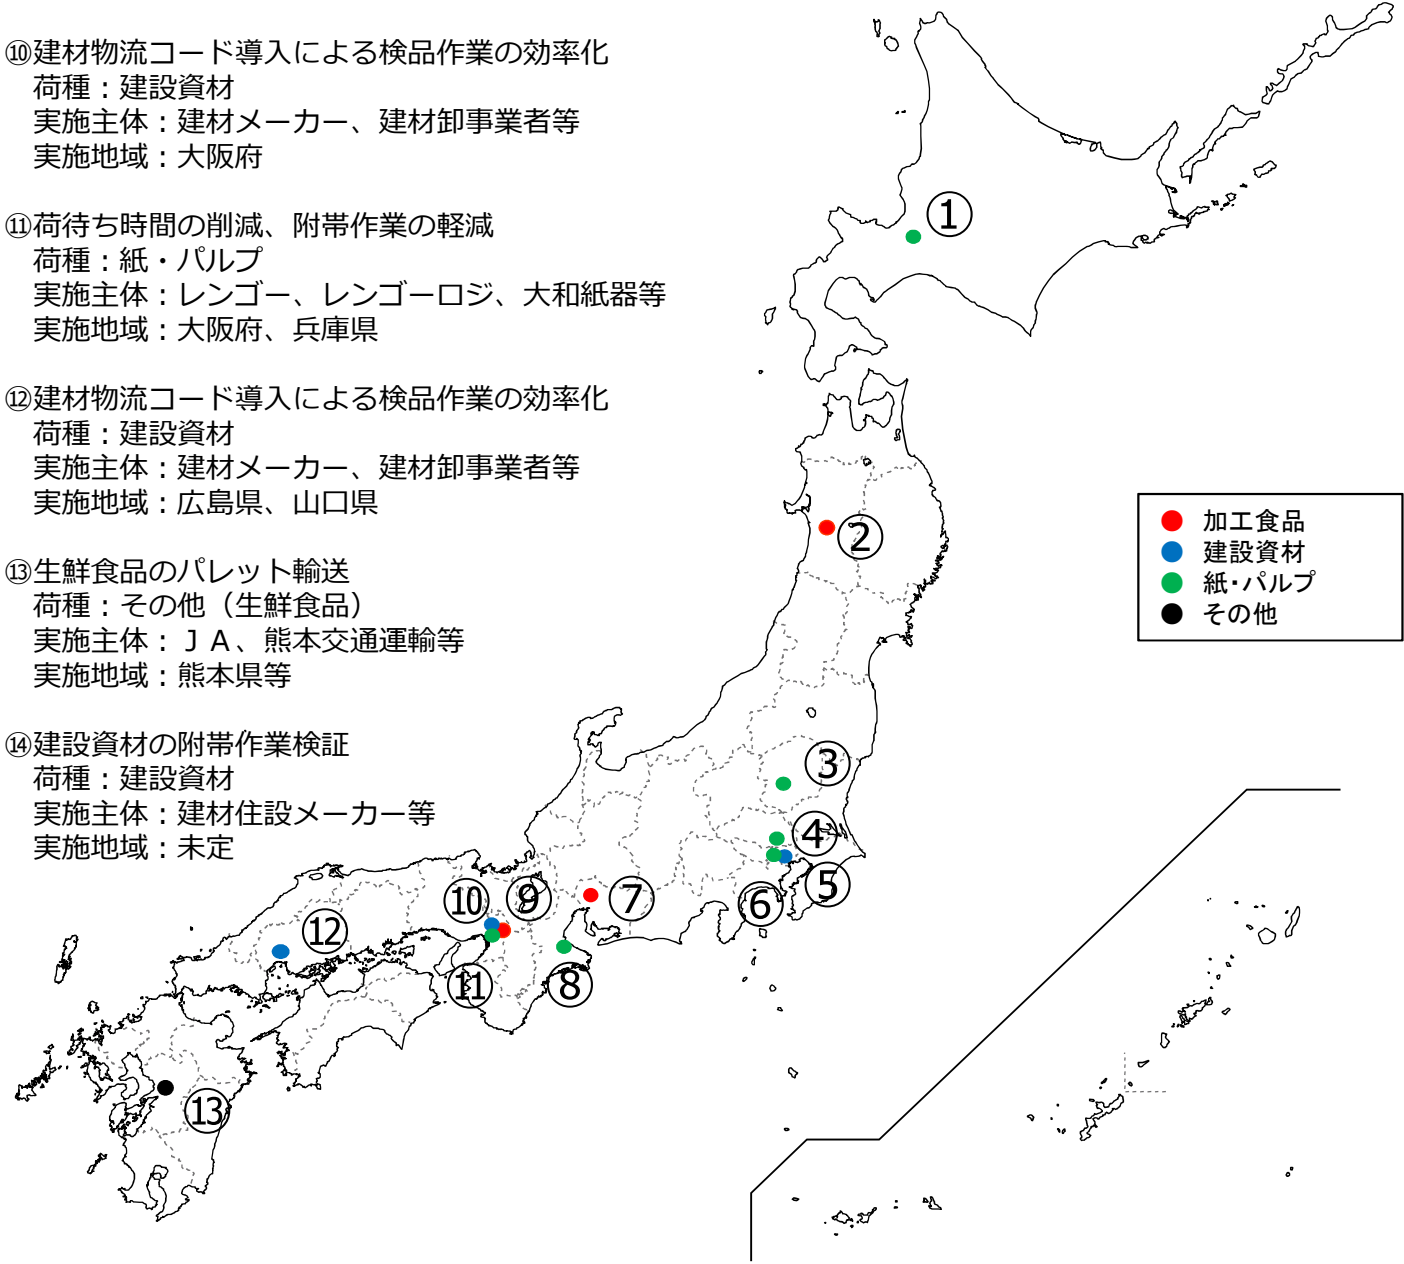 ⑩建材物流コード導入による検品作業の効率化
荷種：建設資材
実施主体：建材メーカー、建材卸事業者等
実施地域：大阪府
⑪荷待ち時間の削減、附帯作業の軽減
荷種：紙・パルプ
実施主体：レンゴー、レンゴーロジ、大和紙器等
実施地域：大阪府、兵庫県
⑫建材物流コード導入による検品作業の効率化
荷種：建設資材
実施主体：建材メーカー、建材卸事業者等
実施地域：広島県、山口県
⑬生鮮食品のパレット輸送
荷種：その他（生鮮食品）
実施主体：ＪＡ、熊本交通運輸等
実施地域：熊本県等
⑭建設資材の附帯作業検証
荷種：建設資材
実施主体：建材住設メーカー等
実施地域：未定
①
②
加工食品
建設資材
紙・パルプ
その他
③
④
⑤
⑥
⑦
⑨
⑩
⑫
⑧
⑪
⑬